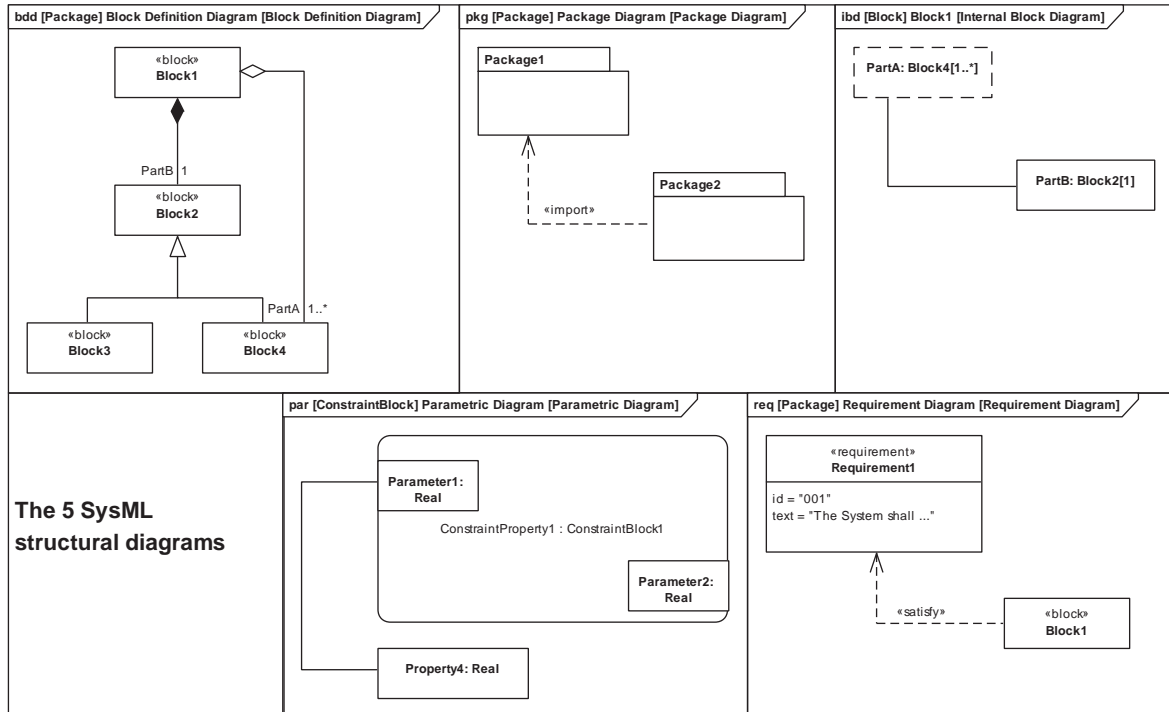 bdd [Package] Block Definition Diagram [Block Definition Diagram]
«block»
Block1
PartB 1
«block»
Block2
PartA 1..*
«block»
Block3
«block»
Block4
pkg [Package] Package Diagram [Package Diagram]
Package1
Package2
«import»
ibd [Block] Block1 [Internal Block Diagram]
PartA: Block4[1..*]
PartB: Block2[1]
The 5 SysML
structural diagrams
par [ConstraintBlock] Parametric Diagram [Parametric Diagram]
Parameter1:
Real
ConstraintProperty1 : ConstraintBlock1
Parameter2:
Real
Property4: Real
req [Package] Requirement Diagram [Requirement Diagram]
«requirement»
Requirement1
id = "001"
text = "The System shall ..."
«satisfy»
«block»
Block1